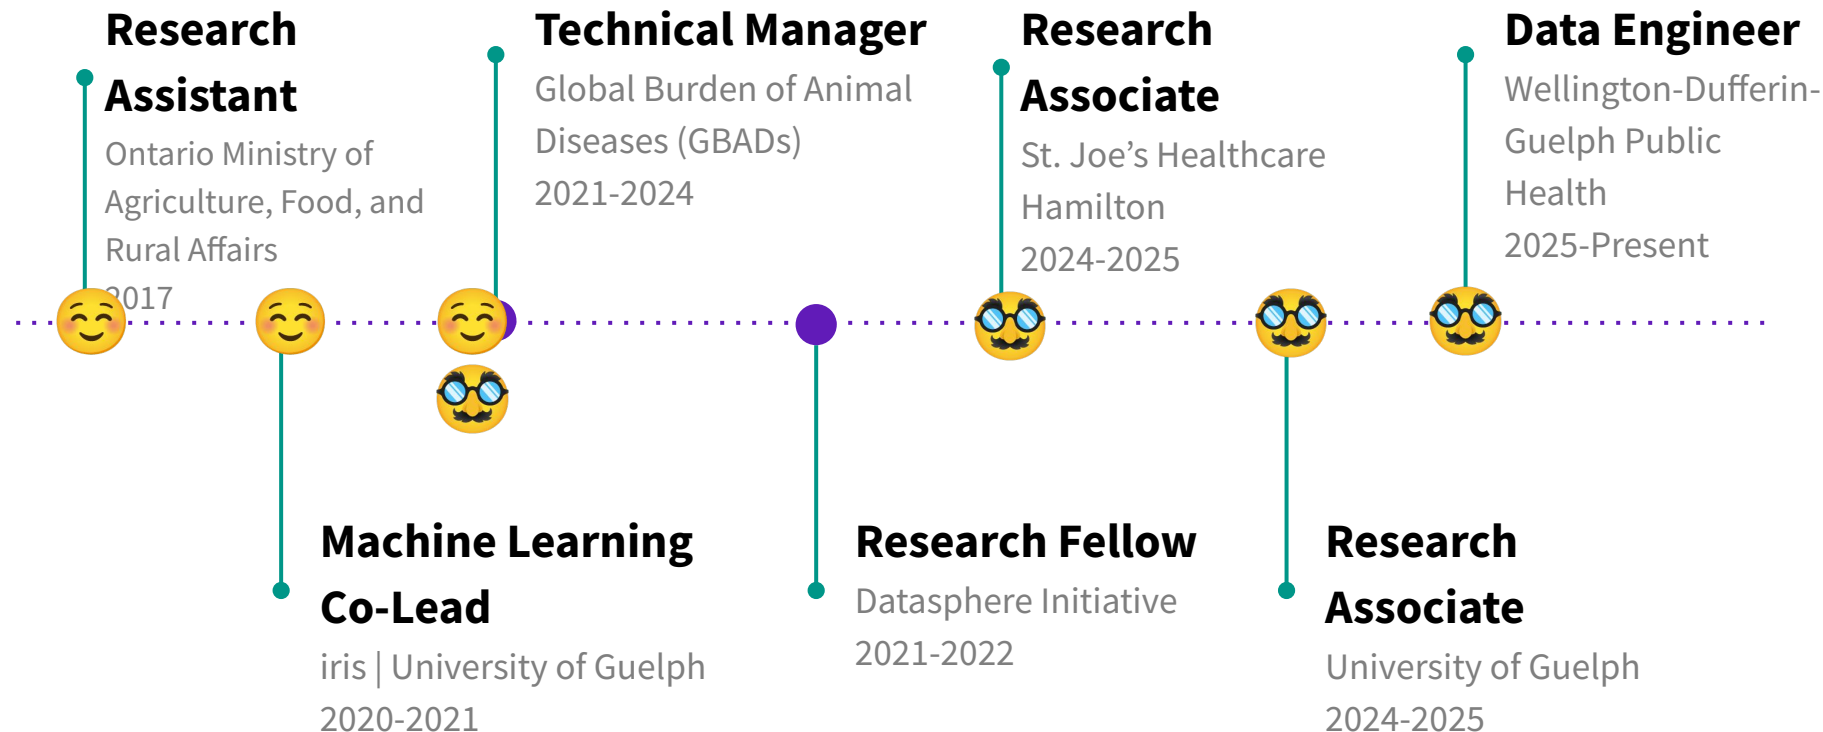 Research
Assistant
Ontario Ministry of
Agriculture, Food, and
Rural Affairs
2017
Technical Manager
Global Burden of Animal
Diseases (GBADs)
2021-2024
Research
Associate
St. Joe’s Healthcare
Hamilton
2024-2025
Data Engineer
Wellington-Dufferin-
Guelph Public
Health
2025-Present
Machine Learning
Co-Lead
iris | University of Guelph
2020-2021
Research Fellow
Datasphere Initiative
2021-2022
Research
Associate
University of Guelph
2024-2025